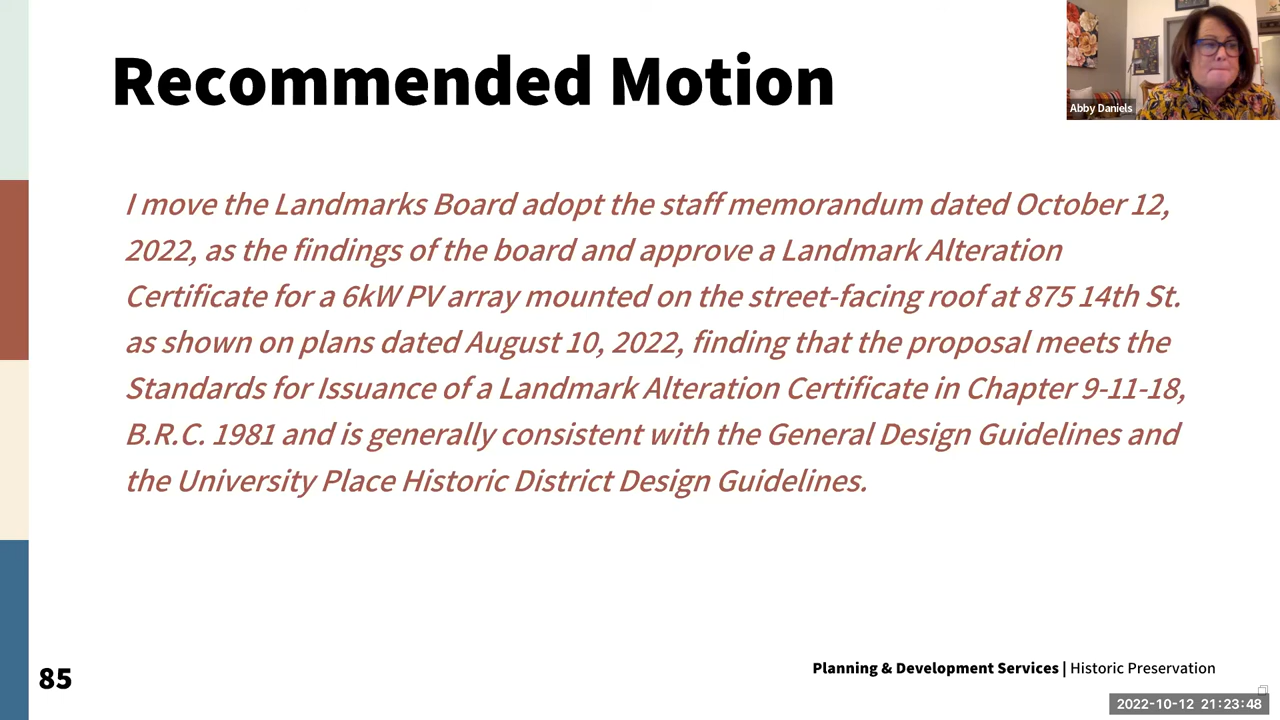 Recommended Motion
Abby Daniels
I move the Landmarks Board adopt the staff memorandum dated October 12,
2022, as the findings of the board and approve a Landmark Alteration
Certificate for a 6kW PV array mounted on the street-facing roof at 875 14th St.
as shown on plans dated August 10, 2022, finding that the proposal meets the
Standards for Issuance of a Landmark Alteration Certificate in Chapter 9-11-18,
B.R.C. 1981 and is generally consistent with the General Design Guidelines and
the University Place Historic District Design Guidelines.
85
Planning & Development Services | Historic Preservation
2022-10-12 21:23:48